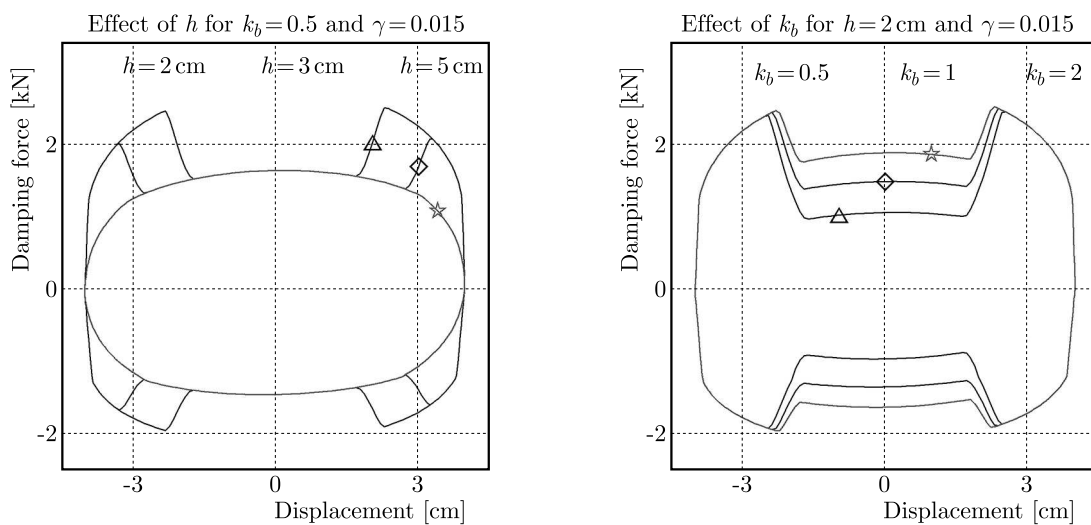 Effect of h for k_b=0.5 and γ=0.015
h=2 cm h=3 cm h=5 cm
Damping force [kN]
2
0
-2
-3 0 3
Displacement [cm]
Effect of k_b for h=2 cm and γ=0.015
k_b=0.5 k_b=1 k_b=2
Damping force [kN]
2
0
-2
-3 0 3
Displacement [cm]